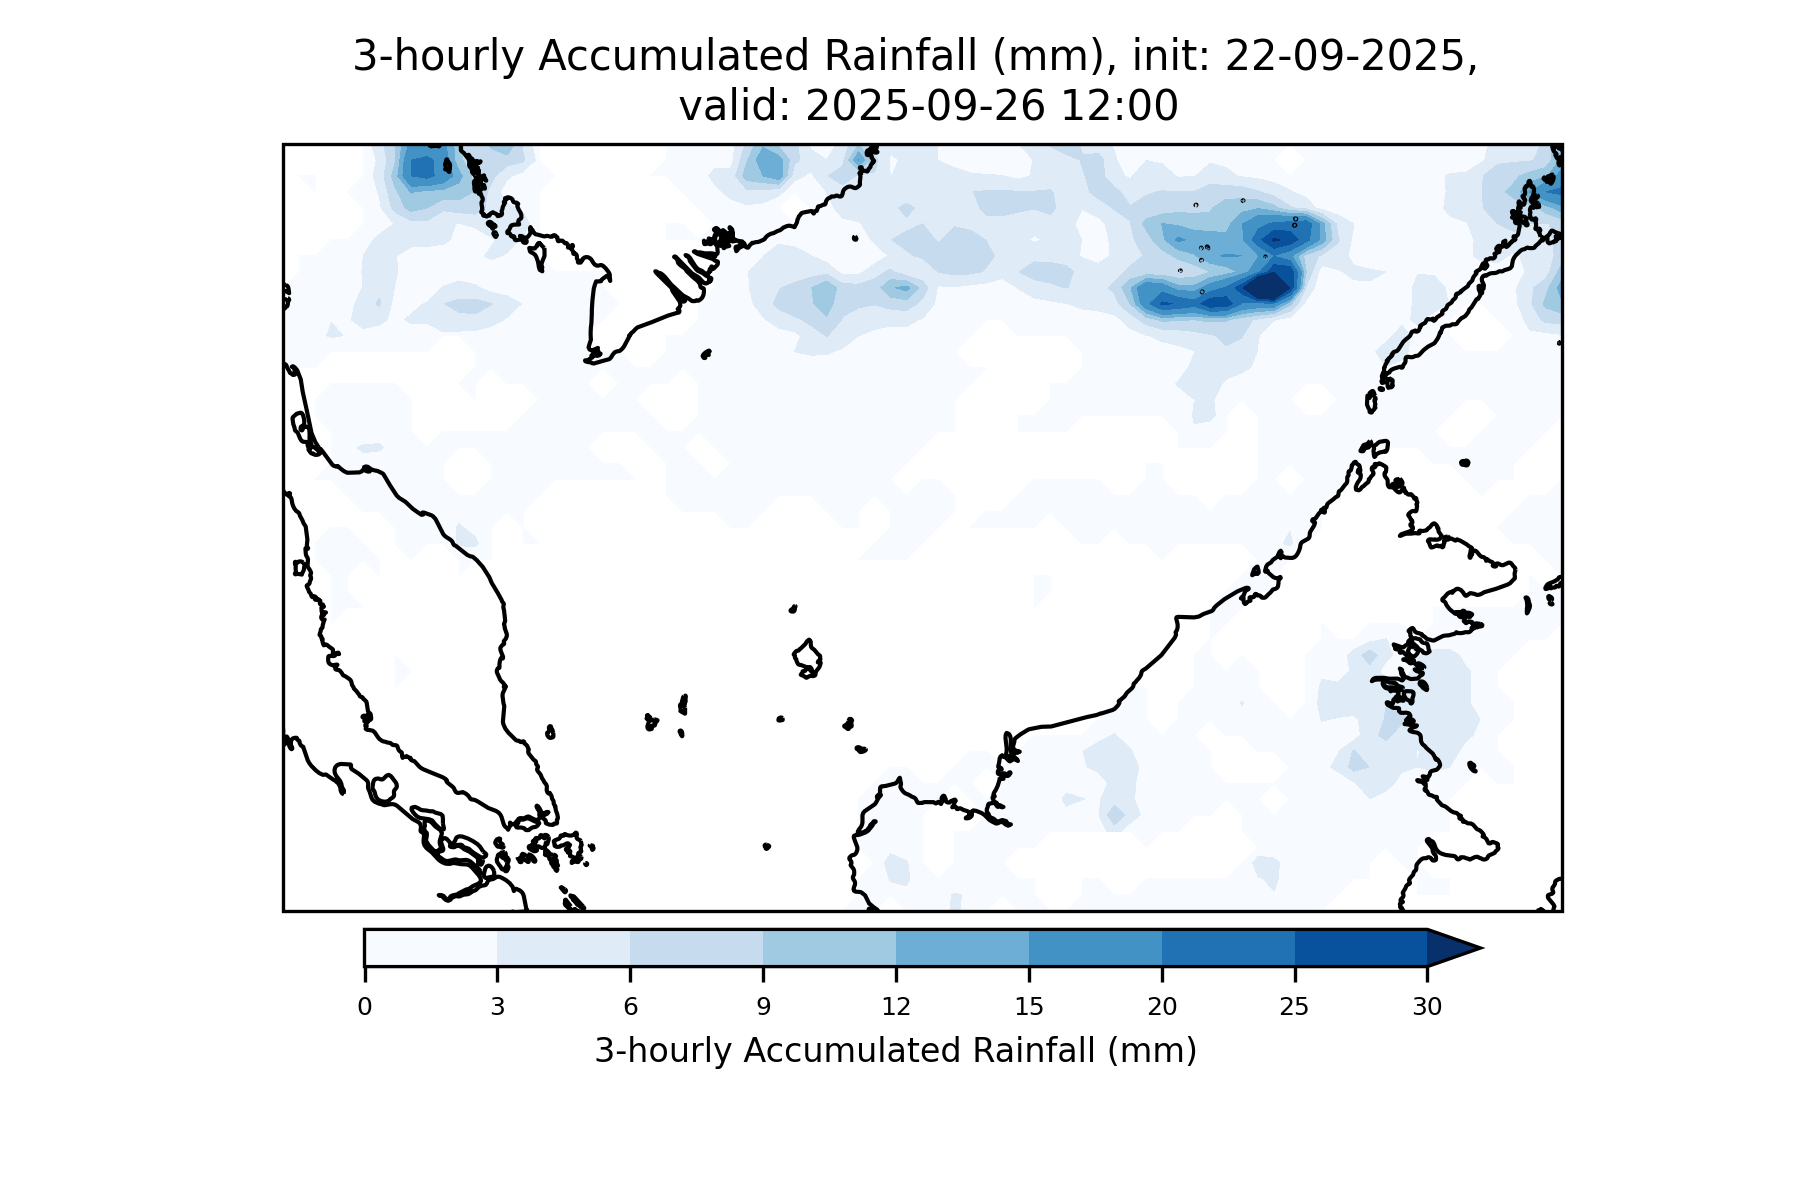 3-hourly Accumulated Rainfall (mm), init: 22-09-2025,
valid: 2025-09-26 12:00
0 3 6 9 12 15 20 25 30
3-hourly Accumulated Rainfall (mm)